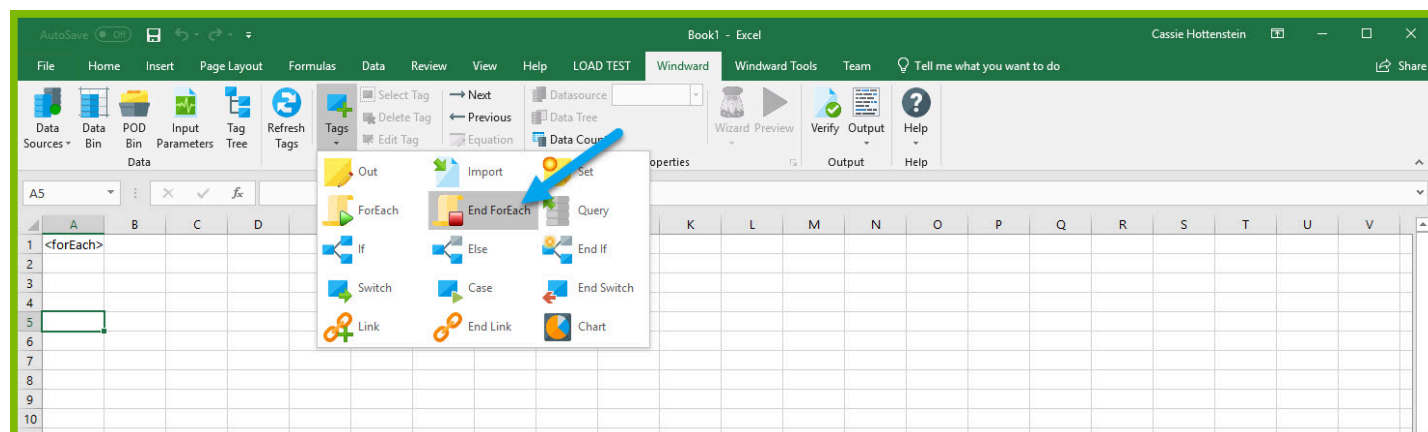 AutoSave Off Book1 - Excel Cassie Hottenstein
File Home Insert Page Layout Formulas Data Review View Help LOAD TEST Windward Windward Tools Team Tell me what you want to do Share
Select Tag Next Datasource
Delete Tag Previous Data Tree
Edit Tag Equation
Data Sources Data Bin POD Bin Input Parameters Tag Tree Refresh Tags Tags Data Wizard Preview Verify Output Help
Data Output Help
Out Import Set
ForEach End ForEach Query
If Else End If
Switch Case End Switch
Link End Link Chart
A5 fx
A B C D K L M N O P Q R S T U V
1 <forEach>
2
3
4
5
6
7
8
9
10